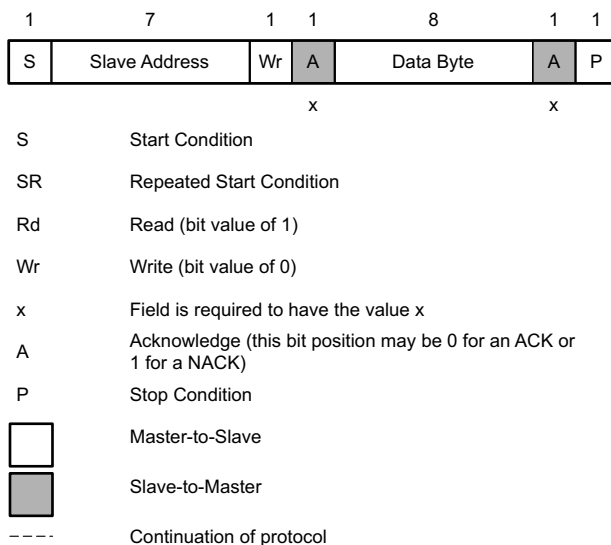 1 7 1 1 8 1 1
S Slave Address Wr A Data Byte A P
x x
S Start Condition
SR Repeated Start Condition
Rd Read (bit value of 1)
Wr Write (bit value of 0)
x Field is required to have the value x
A Acknowledge (this bit position may be 0 for an ACK or
1 for a NACK)
P Stop Condition
Master-to-Slave
Slave-to-Master
Continuation of protocol